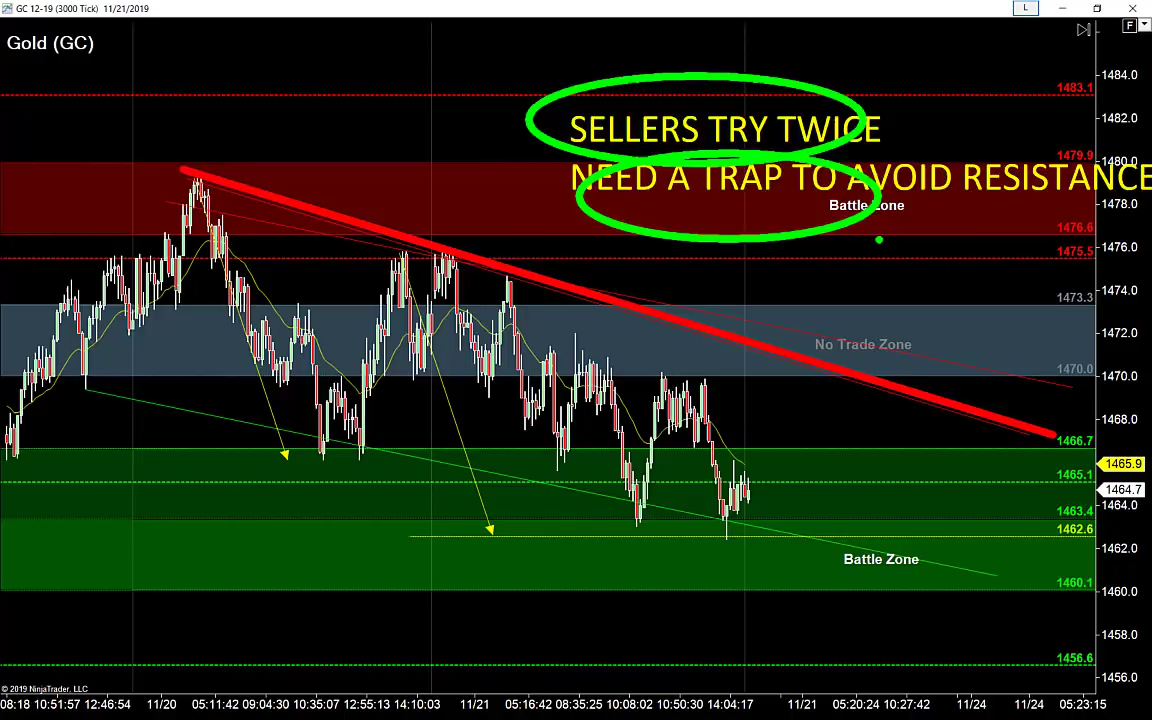 GC 12-19 (3000 Tick) 11/21/2019
L
F
Gold (GC)
1484.0
1483.1
SELLERS TRY TWICE
1482.0
1479.9
1480.0
NEED A TRAP TO AVOID RESISTANCE
Battle Zone
1478.0
1476.6
1476.0
1475.5
1474.0
1473.3
1472.0
No Trade Zone
1470.0
1470.0
1468.0
1466.7
1465.9
1465.1
1464.7
1464.0
1463.4
1462.6
1462.0
Battle Zone
1460.1
1460.0
1458.0
1456.6
1456.0
© 2019 NinjaTrader, LLC
08:18 10:51:57 12:46:54 11/20 05:11:42 09:04:30 10:35:07 12:55:13 14:10:03 11/21 05:16:42 08:35:25 10:08:02 10:50:30 14:04:17 11/21 05:20:24 10:27:42 11/24 11/24 05:23:15